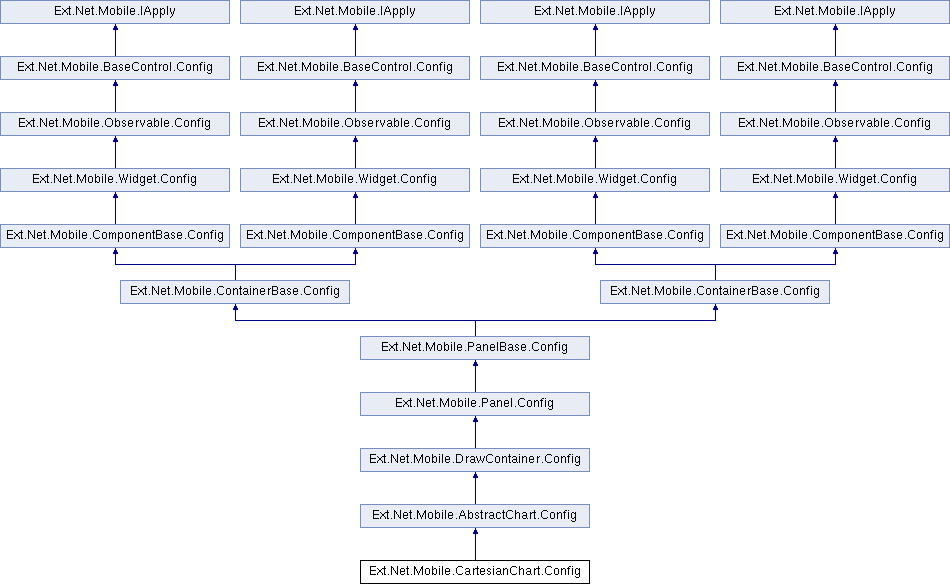 Ext.Net.Mobile.IApply
Ext.Net.Mobile.IApply
Ext.Net.Mobile.IApply
Ext.Net.Mobile.IApply
Ext.Net.Mobile.BaseControl.Config
Ext.Net.Mobile.BaseControl.Config
Ext.Net.Mobile.BaseControl.Config
Ext.Net.Mobile.BaseControl.Config
Ext.Net.Mobile.Observable.Config
Ext.Net.Mobile.Observable.Config
Ext.Net.Mobile.Observable.Config
Ext.Net.Mobile.Observable.Config
Ext.Net.Mobile.Widget.Config
Ext.Net.Mobile.Widget.Config
Ext.Net.Mobile.Widget.Config
Ext.Net.Mobile.Widget.Config
Ext.Net.Mobile.ComponentBase.Config
Ext.Net.Mobile.ComponentBase.Config
Ext.Net.Mobile.ComponentBase.Config
Ext.Net.Mobile.ComponentBase.Config
Ext.Net.Mobile.ContainerBase.Config
Ext.Net.Mobile.ContainerBase.Config
Ext.Net.Mobile.PanelBase.Config
Ext.Net.Mobile.Panel.Config
Ext.Net.Mobile.DrawContainer.Config
Ext.Net.Mobile.AbstractChart.Config
Ext.Net.Mobile.CartesianChart.Config